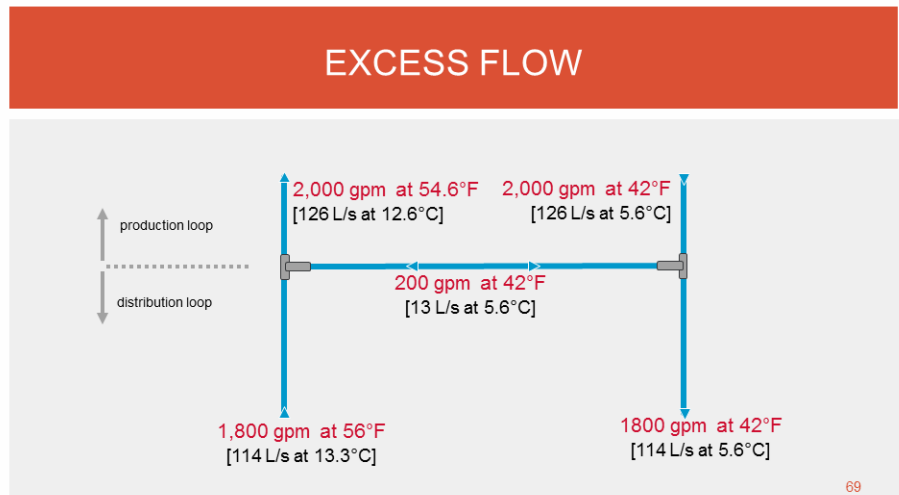 EXCESS FLOW
2,000 gpm at 54.6°F
[126 L/s at 12.6°C]
2,000 gpm at 42°F
[126 L/s at 5.6°C]
production loop
distribution loop
200 gpm at 42°F
[13 L/s at 5.6°C]
1,800 gpm at 56°F
[114 L/s at 13.3°C]
1800 gpm at 42°F
[114 L/s at 5.6°C]
69